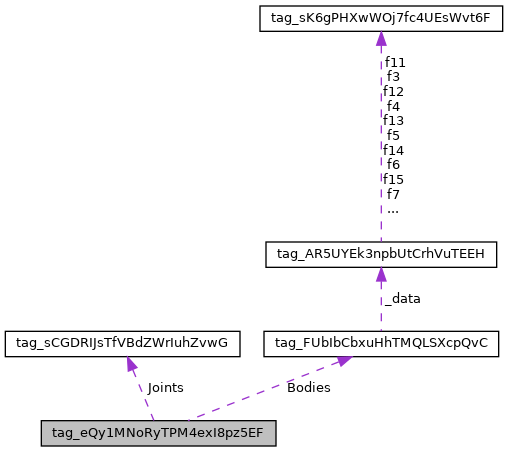 tag_sK6gPHXwWOj7fc4UEsWvt6F
f11
f3
f12
f4
f13
f5
f14
f6
f15
f7
...
tag_AR5UYEk3npbUtCrhVuTEEH
_data
tag_sCGDRIJsTfVBdZWrIuhZvwG
tag_FUbIbCbxuHhTMQLSXcpQvC
Joints
Bodies
tag_eQy1MNoRyTPM4exI8pz5EF